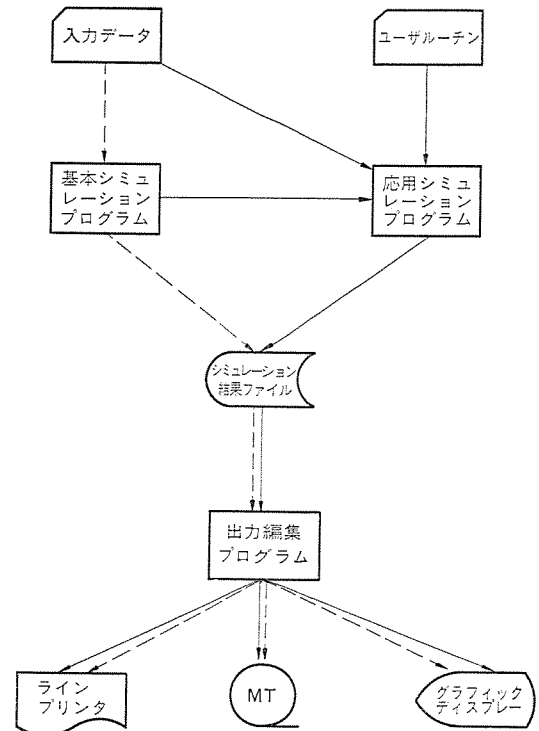 入力データ
ユーザルーチン
基本シミュ
レーション
プログラム
応用シミュ
レーション
プログラム
シミュレーション
結果ファイル
出力編集
プログラム
ライン
プリンタ
MT
グラフィック
ディスプレー